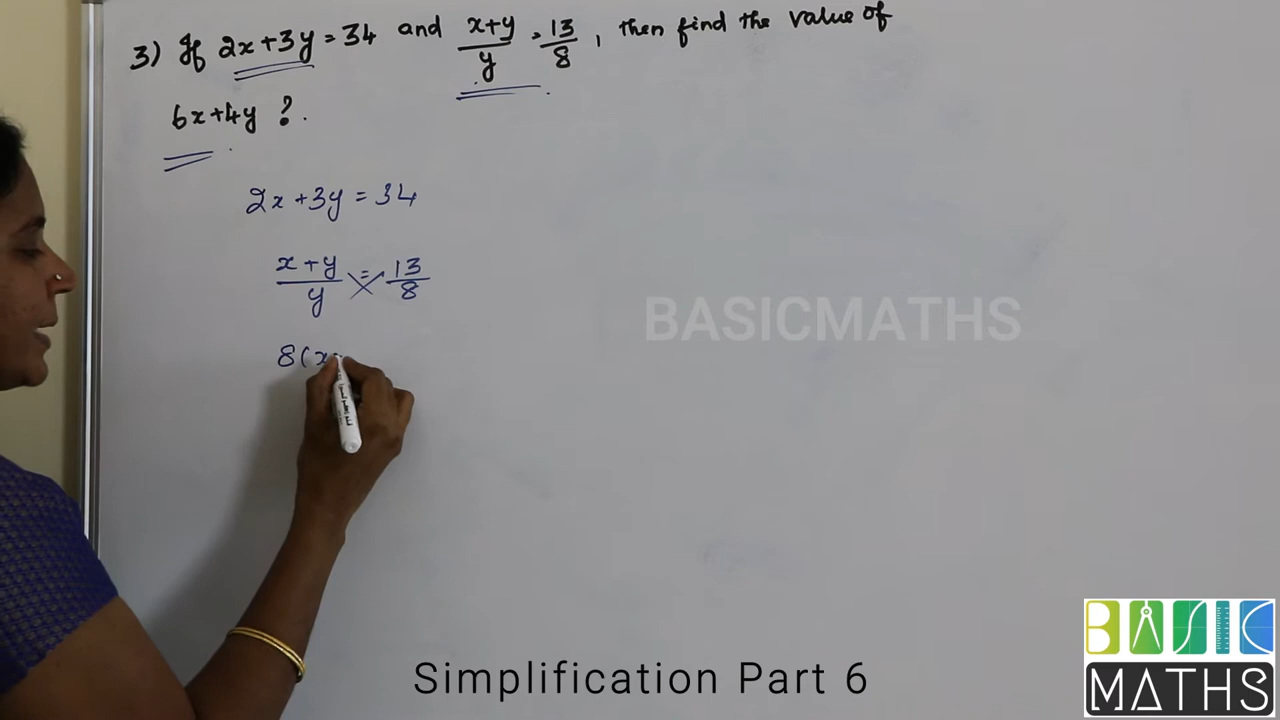 3) If 2x+3y=34 and x+y/y = 13/8, then find the value of
6x+4y ?.
2x+3y=34
x+y/y = 13/8
8(x
BASICMATHS
BASIC
MATHS
Simplification Part 6